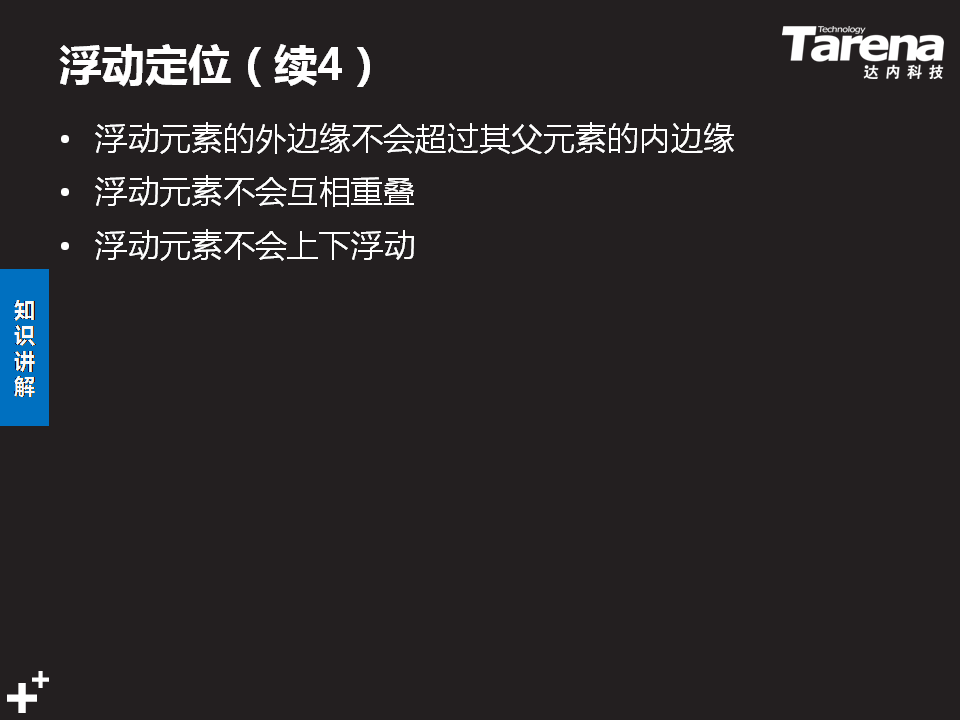 浮动定位（续4）
Technology
Tarena
达内科技
• 浮动元素的外边缘不会超过其父元素的内边缘
• 浮动元素不会互相重叠
• 浮动元素不会上下浮动
知识讲解